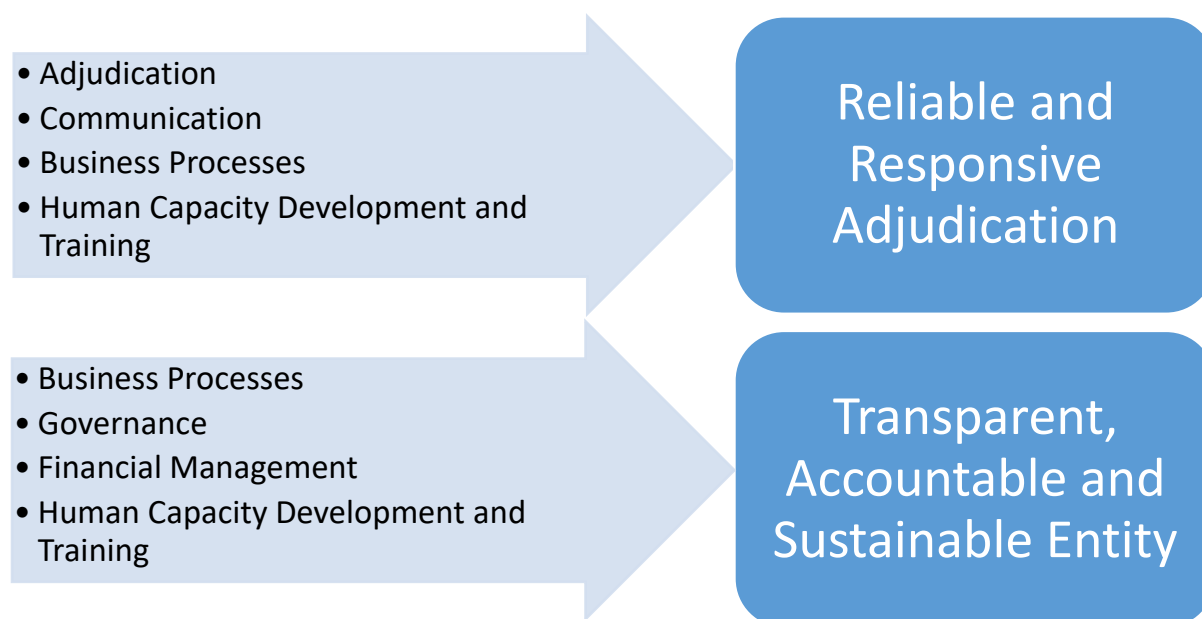 • Adjudication
• Communication
• Business Processes
• Human Capacity Development and
Training
Reliable and
Responsive
Adjudication
• Business Processes
• Governance
• Financial Management
• Human Capacity Development and
Training
Transparent,
Accountable and
Sustainable Entity